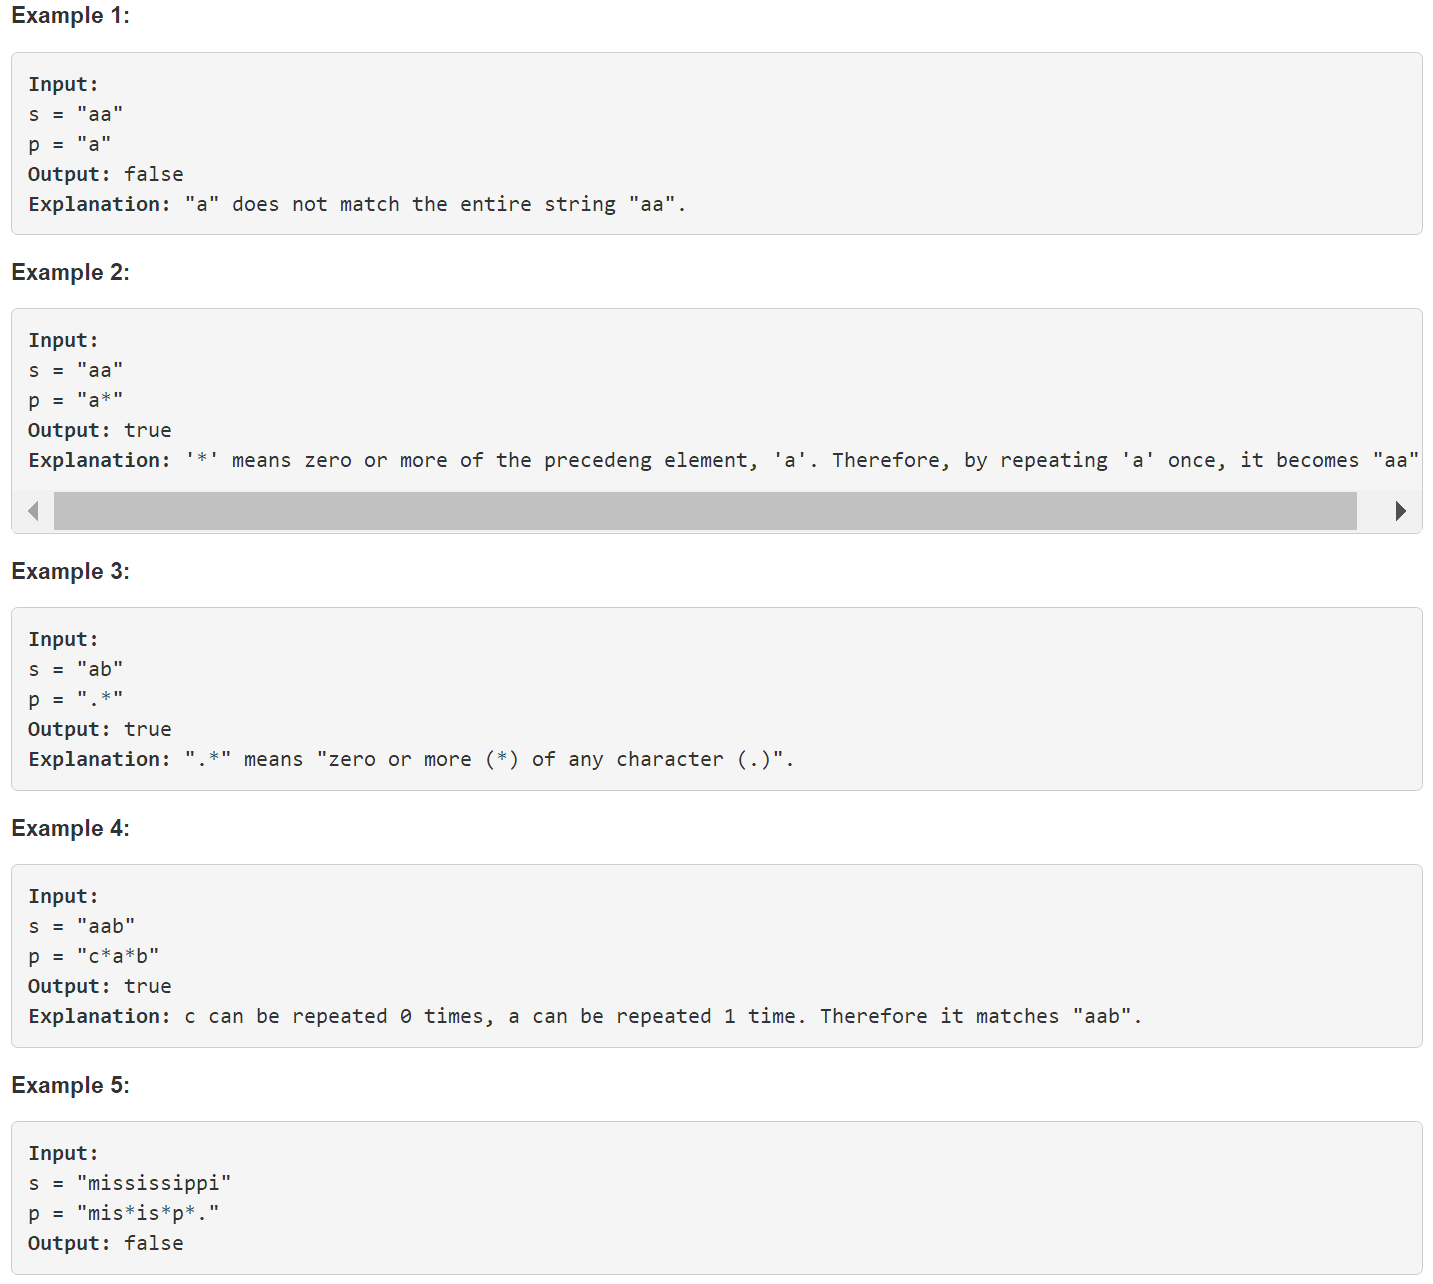 Example 1:
Input:
s = "aa"
p = "a"
Output: false
Explanation: "a" does not match the entire string "aa".
Example 2:
Input:
s = "aa"
p = "a*"
Output: true
Explanation: '*' means zero or more of the precedeng element, 'a'. Therefore, by repeating 'a' once, it becomes "aa"
Example 3:
Input:
s = "ab"
p = ".*"
Output: true
Explanation: ".*" means "zero or more (*) of any character (.)".
Example 4:
Input:
s = "aab"
p = "c*a*b"
Output: true
Explanation: c can be repeated 0 times, a can be repeated 1 time. Therefore it matches "aab".
Example 5:
Input:
s = "mississippi"
p = "mis*is*p*."
Output: false